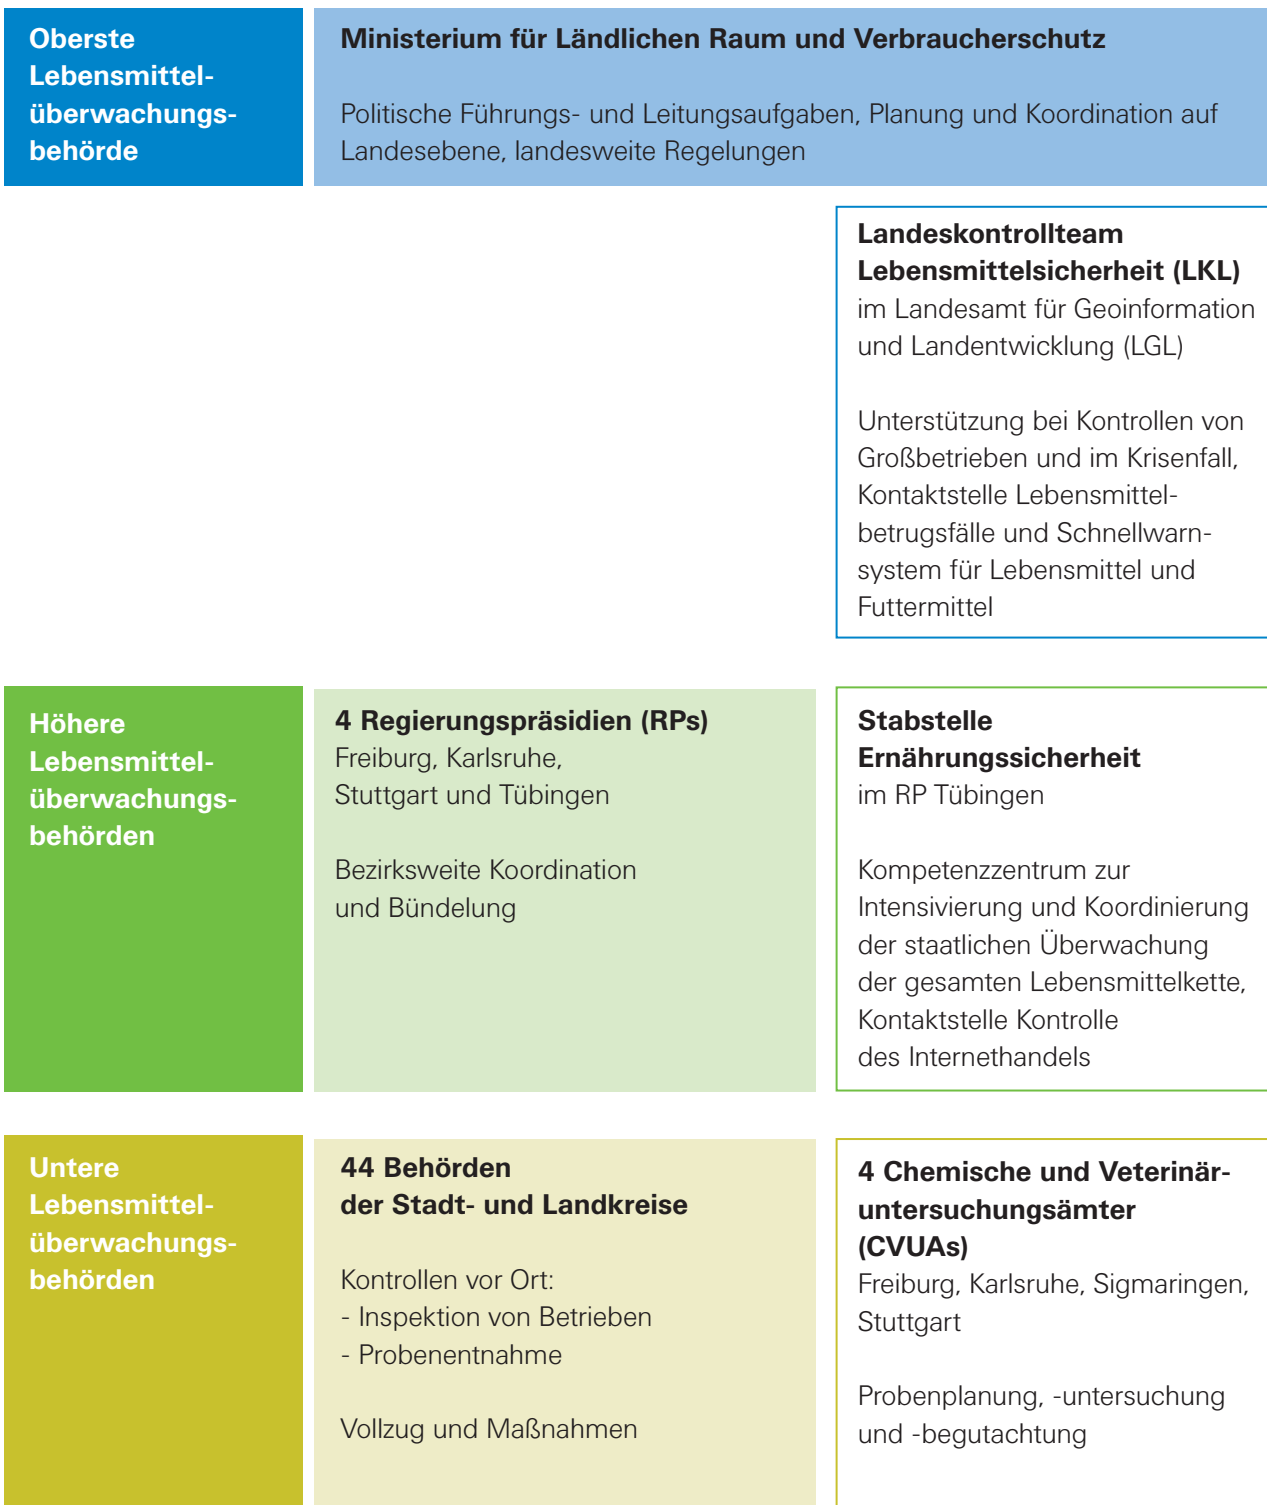 Oberste
Lebensmittel-
überwachungs-
behörde
Ministerium für Ländlichen Raum und Verbraucherschutz
Politische Führungs- und Leitungsaufgaben, Planung und Koordination auf
Landesebene, landesweite Regelungen
Landeskontrollteam
Lebensmittelsicherheit (LKL)
im Landesamt für Geoinformation
und Landentwicklung (LGL)
Unterstützung bei Kontrollen von
Großbetrieben und im Krisenfall,
Kontaktstelle Lebensmittel-
betrugsfälle und Schnellwarn-
system für Lebensmittel und
Futtermittel
Höhere
Lebensmittel-
überwachungs-
behörden
4 Regierungspräsidien (RPs)
Freiburg, Karlsruhe,
Stuttgart und Tübingen
Bezirksweite Koordination
und Bündelung
Stabstelle
Ernährungssicherheit
im RP Tübingen
Kompetenzzentrum zur
Intensivierung und Koordinierung
der staatlichen Überwachung
der gesamten Lebensmittelkette,
Kontaktstelle Kontrolle
des Internethandels
Untere
Lebensmittel-
überwachungs-
behörden
44 Behörden
der Stadt- und Landkreise
Kontrollen vor Ort:
- Inspektion von Betrieben
- Probenentnahme
Vollzug und Maßnahmen
4 Chemische und Veterinär-
untersuchungsämter
(CVUAs)
Freiburg, Karlsruhe, Sigmaringen,
Stuttgart
Probenplanung, -untersuchung
und -begutachtung